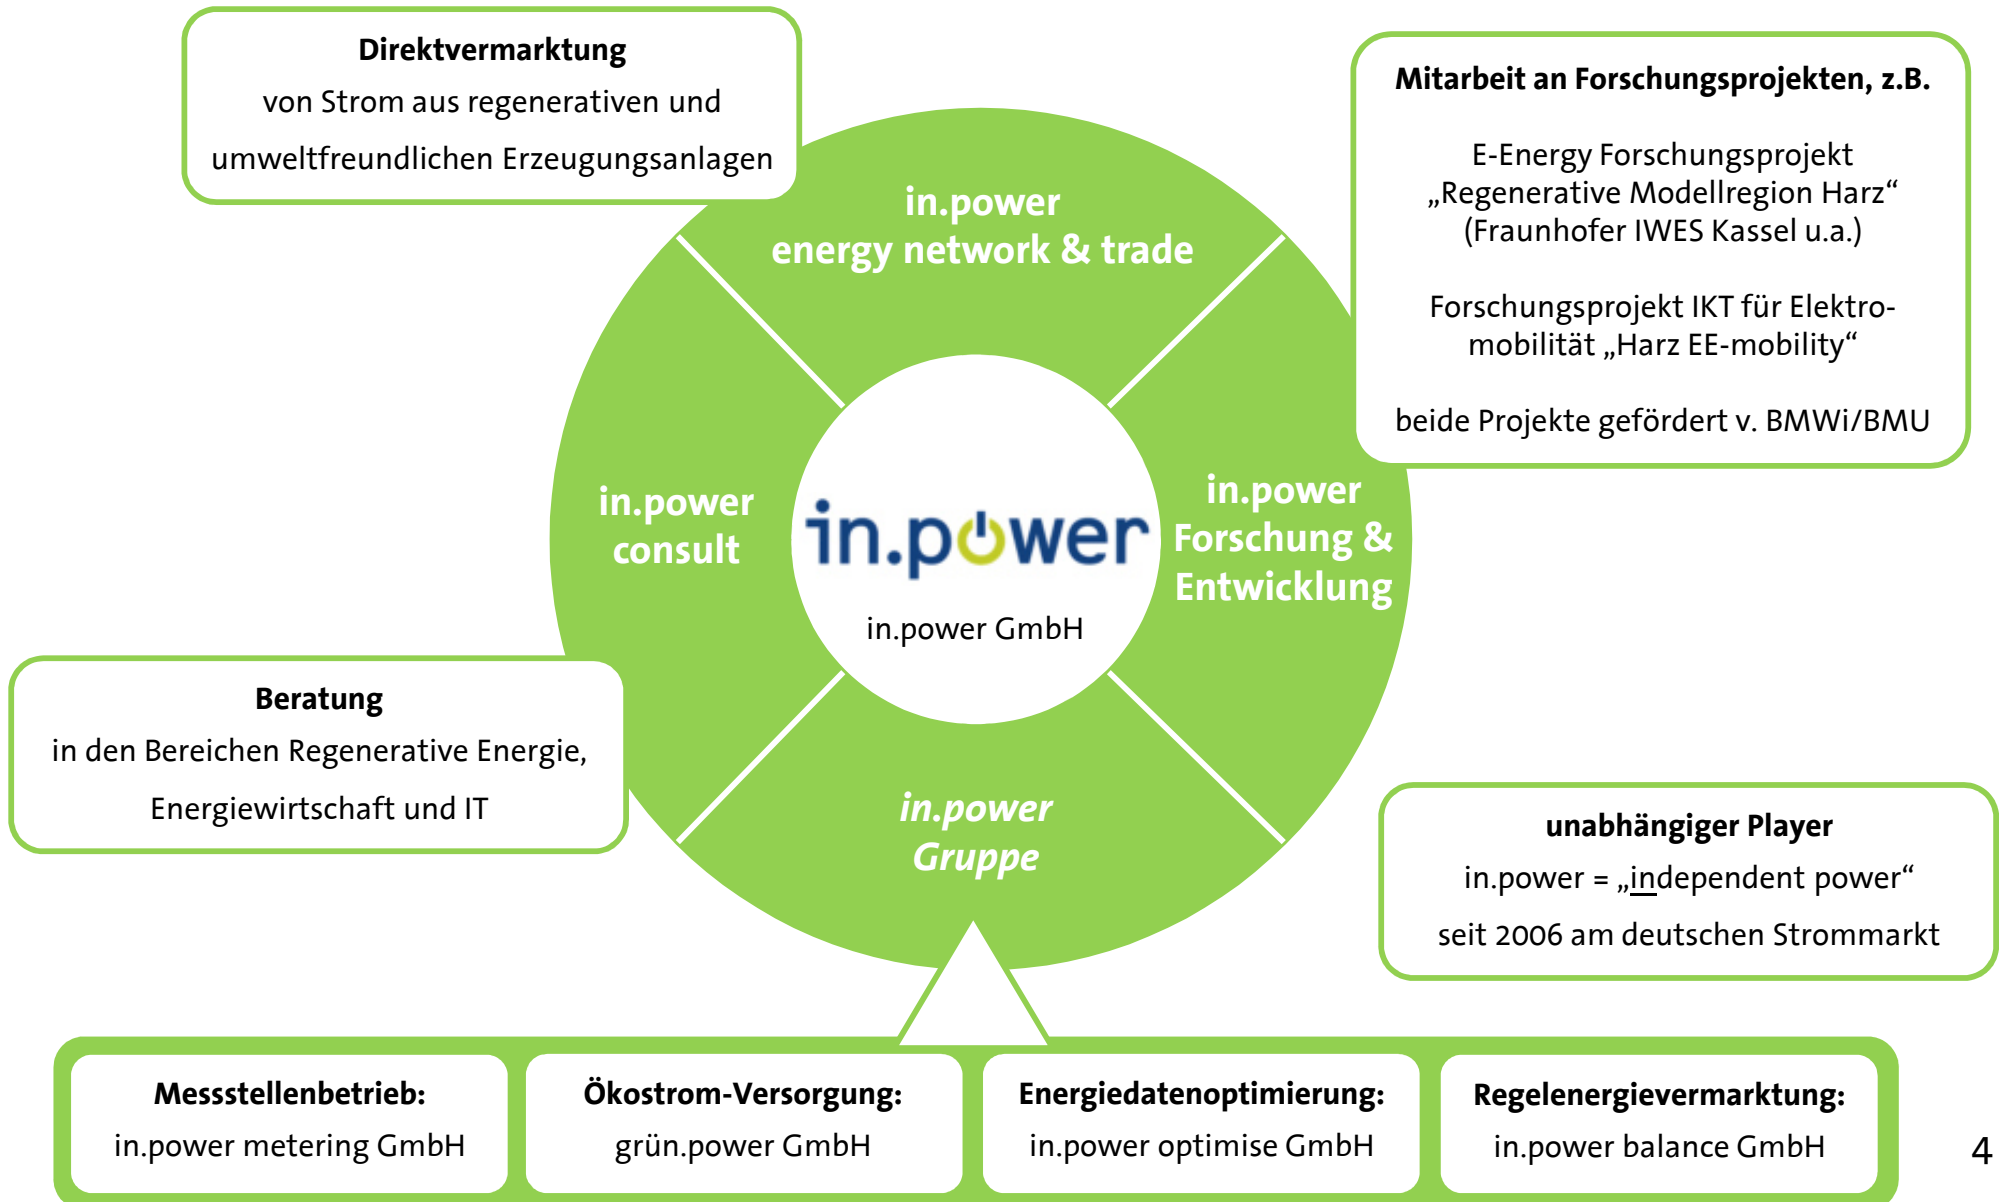 Direktvermarktung
von Strom aus regenerativen und
umweltfreundlichen Erzeugungsanlagen
Mitarbeit an Forschungsprojekten, z.B.
E-Energy Forschungsprojekt
„Regenerative Modellregion Harz“
(Fraunhofer IWES Kassel u.a.)
Forschungsprojekt IKT für Elektro-
mobilität „Harz EE-mobility“
beide Projekte gefördert v. BMWi/BMU
in.power
energy network & trade
in.power
consult
in.power
in.power GmbH
in.power
Forschung &
Entwicklung
Beratung
in den Bereichen Regenerative Energie,
Energiewirtschaft und IT
in.power
Gruppe
unabhängiger Player
in.power = „independent power“
seit 2006 am deutschen Strommarkt
Messstellenbetrieb:
in.power metering GmbH
Ökostrom-Versorgung:
grün.power GmbH
Energiedatenoptimierung:
in.power optimise GmbH
Regelenergievermarktung:
in.power balance GmbH
4